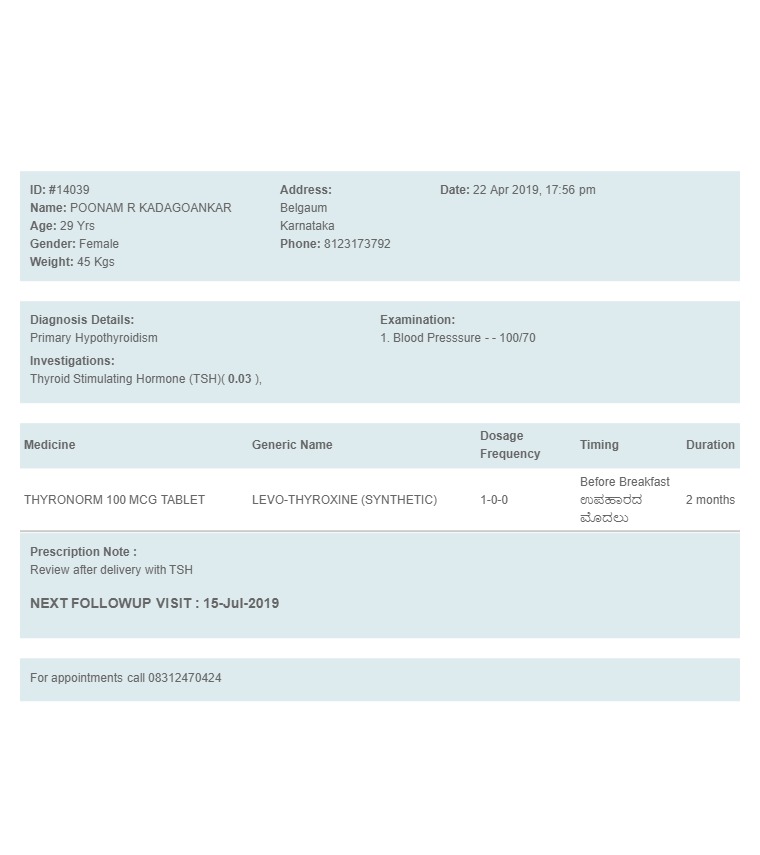 ID: #14039
Name: POONAM R KADAGOANKAR
Age: 29 Yrs
Gender: Female
Weight: 45 Kgs
Address:
Belgaum
Karnataka
Phone: 8123173792
Date: 22 Apr 2019, 17:56 pm
Diagnosis Details:
Primary Hypothyroidism
Investigations:
Thyroid Stimulating Hormone (TSH)( 0.03 ),
Examination:
1. Blood Presssure - - 100/70
Medicine Generic Name Dosage Frequency Timing Duration
THYRONORM 100 MCG TABLET LEVO-THYROXINE (SYNTHETIC) 1-0-0 Before Breakfast ಉಪಹಾರದ ಮೊದಲು 2 months
Prescription Note :
Review after delivery with TSH
NEXT FOLLOWUP VISIT : 15-Jul-2019
For appointments call 08312470424